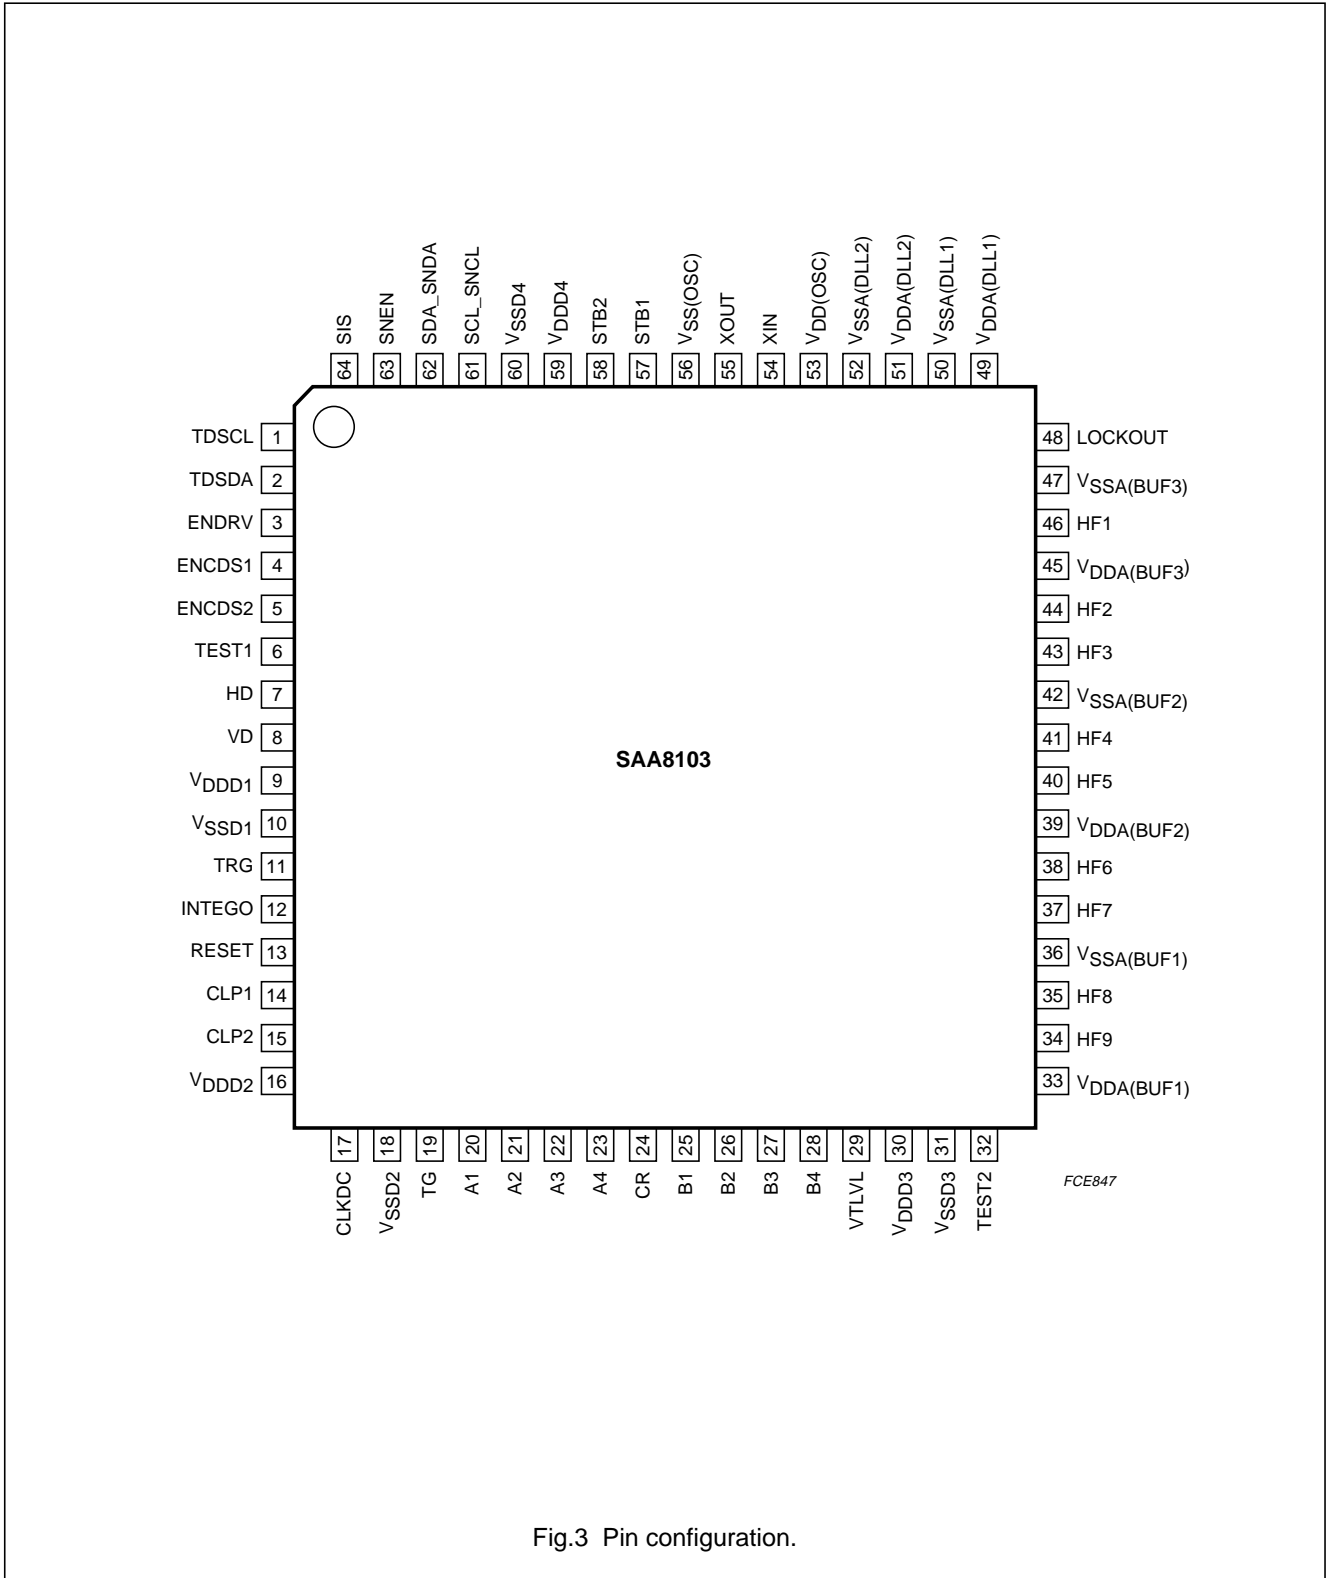 SIS
SNEN
SDA_SNDA
SCL_SNCL
VSSD4
VDDD4
STB2
STB1
VSS(OSC)
XOUT
XIN
VDD(OSC)
VSSA(DLL2)
VDDA(DLL2)
VSSA(DLL1)
VDDA(DLL1)
64 63 62 61 60 59 58 57 56 55 54 53 52 51 50 49
TDSCL 1
TDSDA 2
ENDRV 3
ENCDS1 4
ENCDS2 5
TEST1 6
HD 7
VD 8
VDDD1 9
VSSD1 10
TRG 11
INTEGO 12
RESET 13
CLP1 14
CLP2 15
VDDD2 16
SAA8103
48 LOCKOUT
47 VSSA(BUF3)
46 HF1
45 VDDA(BUF3)
44 HF2
43 HF3
42 VSSA(BUF2)
41 HF4
40 HF5
39 VDDA(BUF2)
38 HF6
37 HF7
36 VSSA(BUF1)
35 HF8
34 HF9
33 VDDA(BUF1)
17 18 19 20 21 22 23 24 25 26 27 28 29 30 31 32
CLKDC
VSSD2
TG
A1
A2
A3
A4
CR
B1
B2
B3
B4
VTLVL
VDDD3
VSSD3
TEST2
FCE847
Fig.3 Pin configuration.